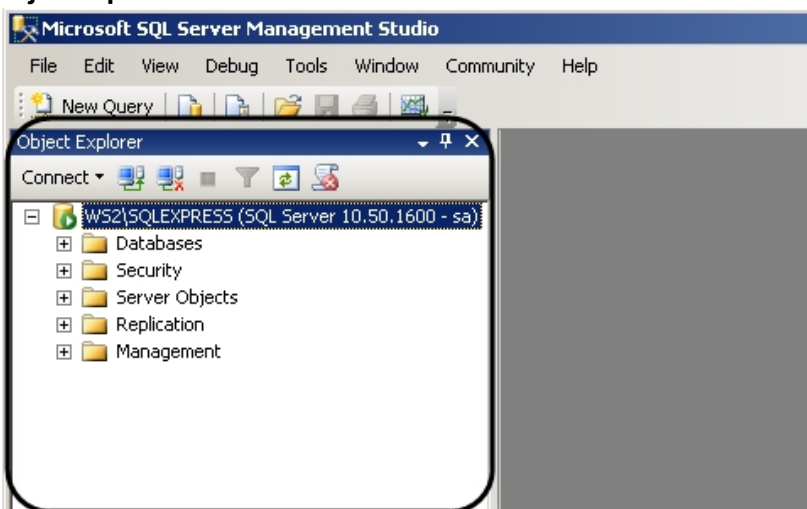 Microsoft SQL Server Management Studio
File Edit View Debug Tools Window Community Help
New Query
Object Explorer
Connect
WS2\SQLEXPRESS (SQL Server 10.50.1600 - sa)
Databases
Security
Server Objects
Replication
Management